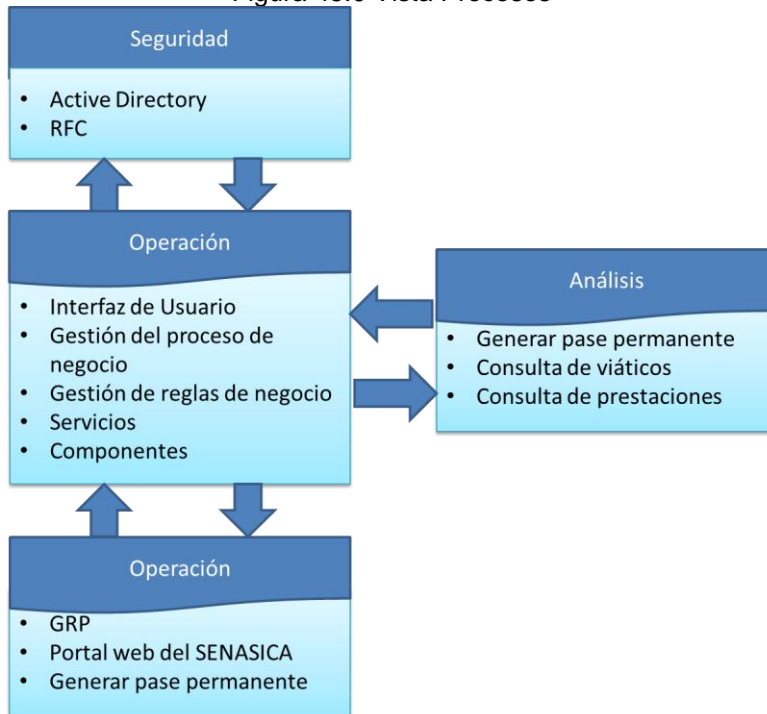 Seguridad
• Active Directory
• RFC
Operación
• Interfaz de Usuario
• Gestión del proceso de
negocio
• Gestión de reglas de negocio
• Servicios
• Componentes
Análisis
• Generar pase permanente
• Consulta de viáticos
• Consulta de prestaciones
Operación
• GRP
• Portal web del SENASICA
• Generar pase permanente